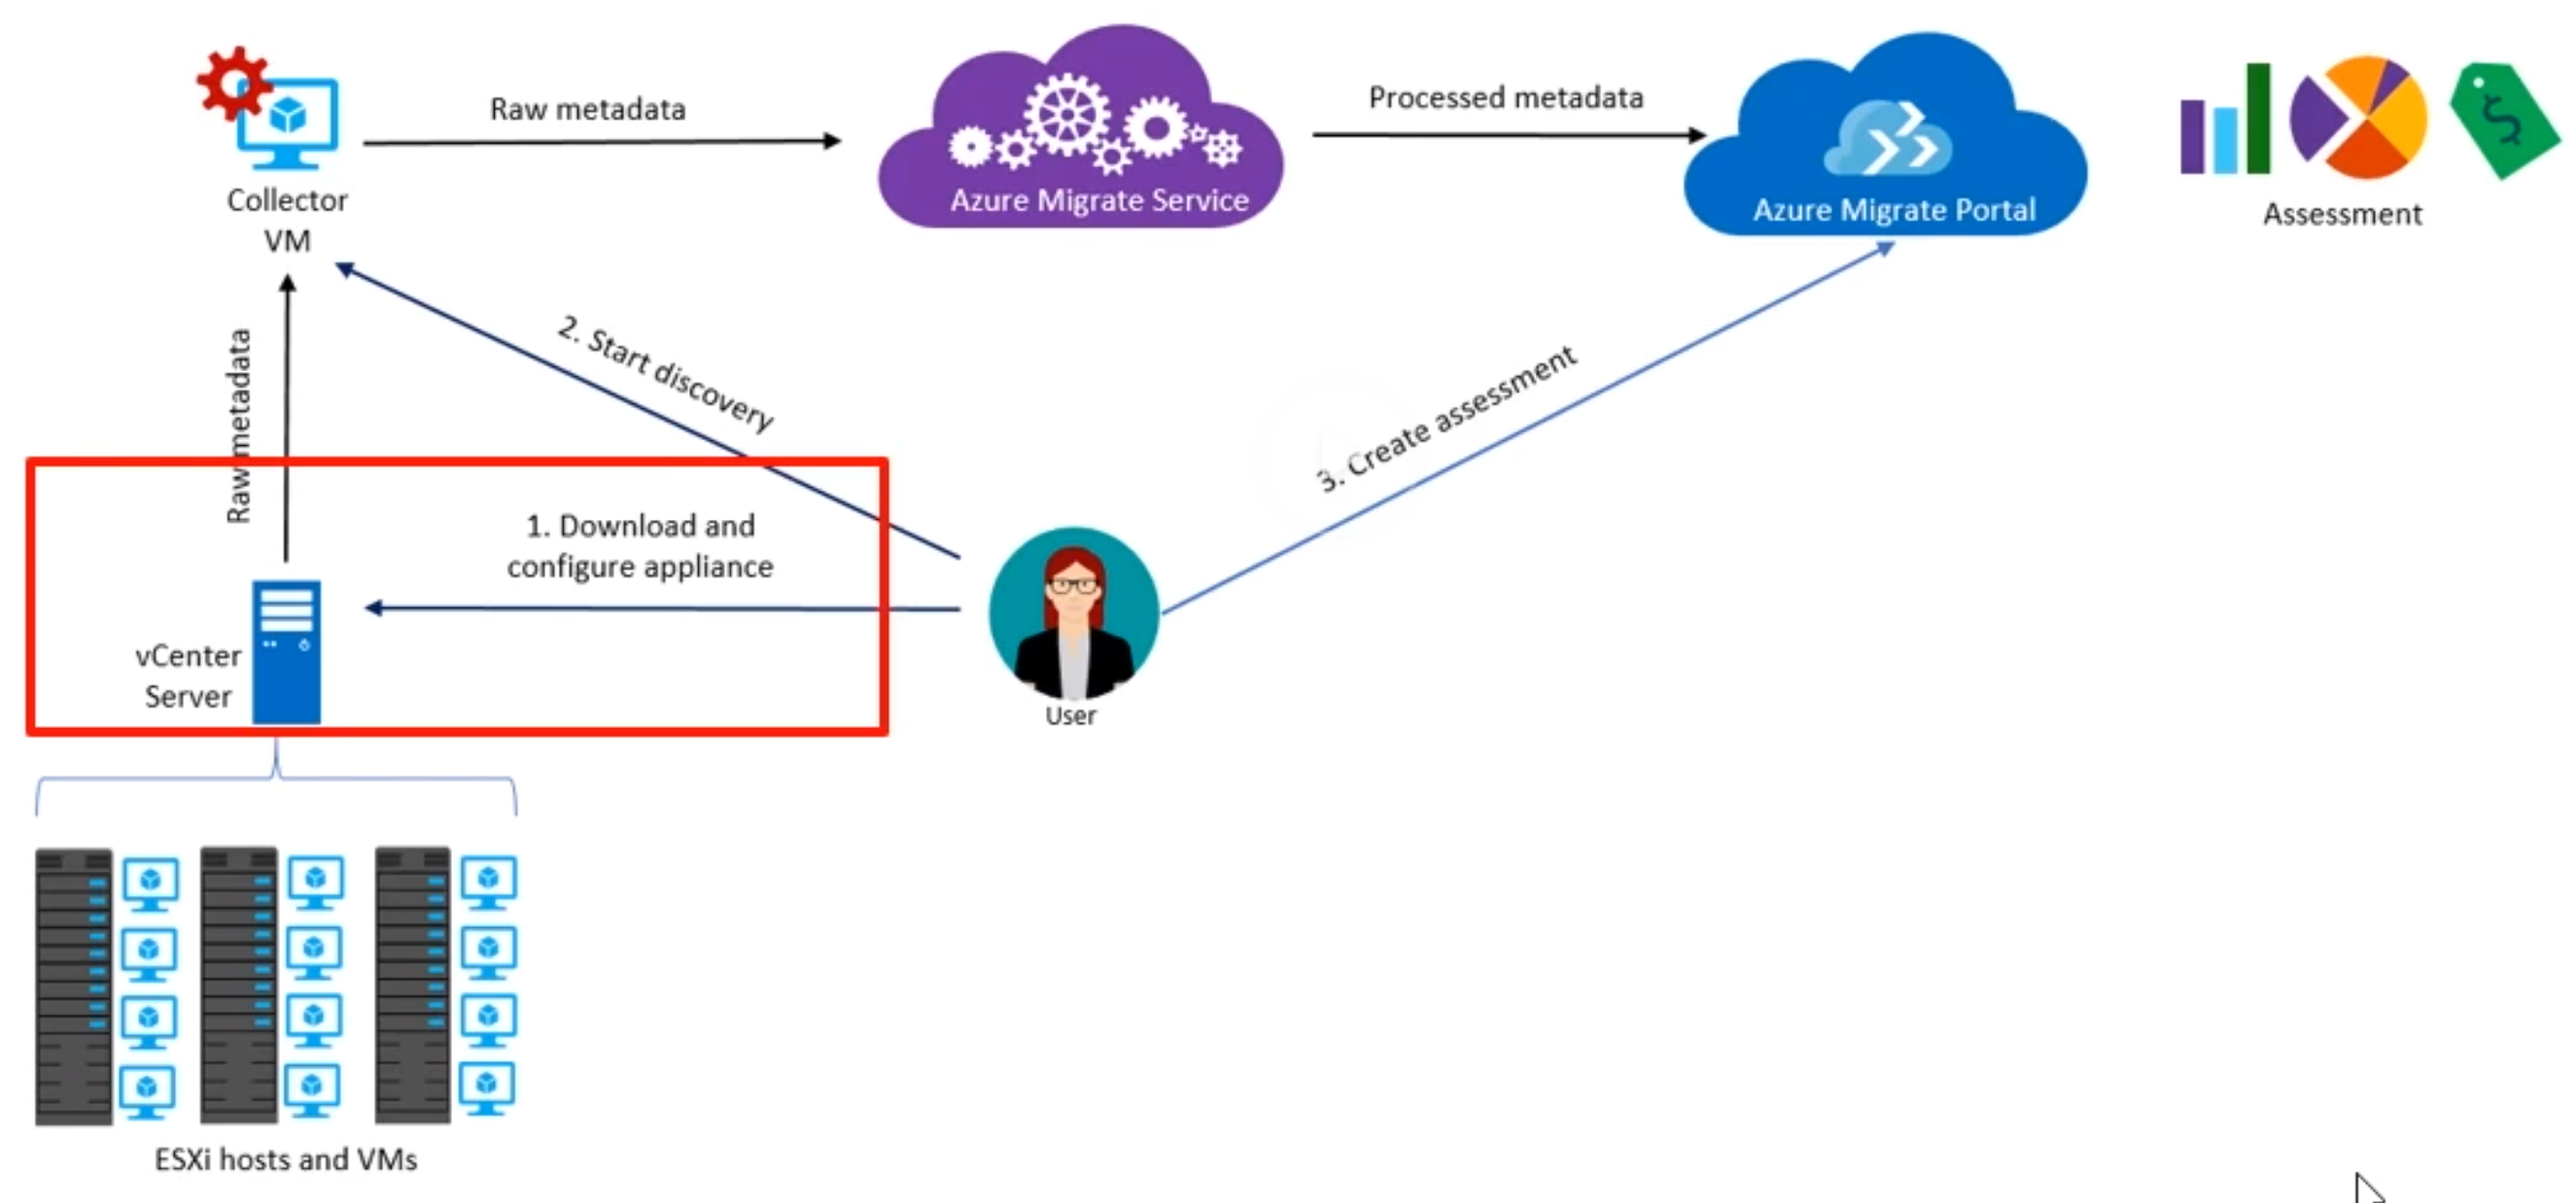 Raw metadata
Processed metadata
Collector
VM
Azure Migrate Service
Azure Migrate Portal
Assessment
Raw metadata
2. Start discovery
3. Create assessment
1. Download and
configure appliance
vCenter
Server
User
ESXi hosts and VMs